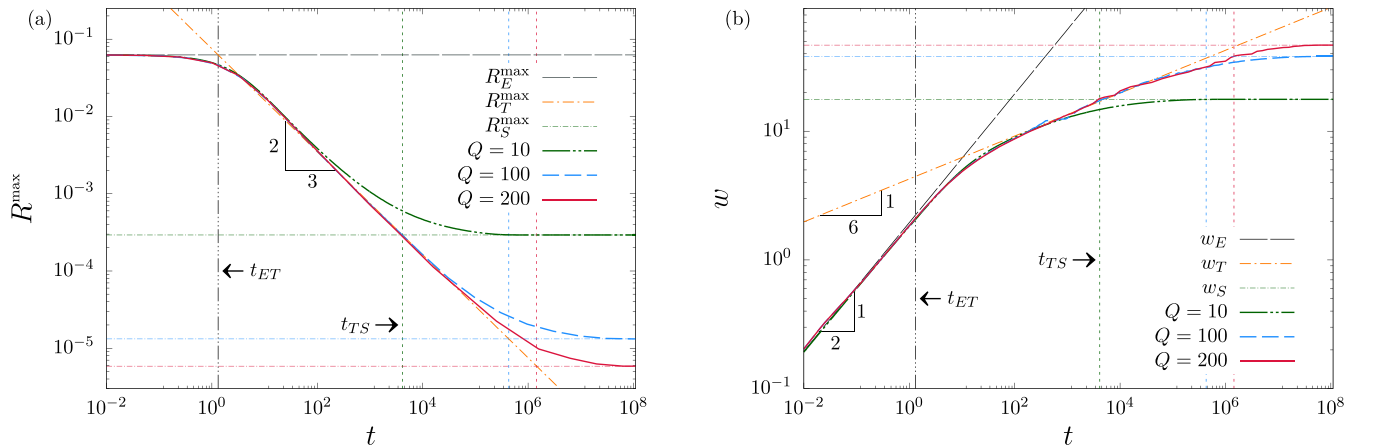 (a)
R^max
10^−1
10^−2
10^−3
10^−4
10^−5
10^−2
10^0
10^2
10^4
10^6
10^8
t
R_E^max
R_T^max
R_S^max
Q = 10
Q = 100
Q = 200
2
3
← t_ET
t_TS →
(b)
w
10^1
10^0
10^−1
10^−2
10^0
10^2
10^4
10^6
10^8
t
1
6
1
2
t_TS →
← t_ET
w_E
w_T
w_S
Q = 10
Q = 100
Q = 200